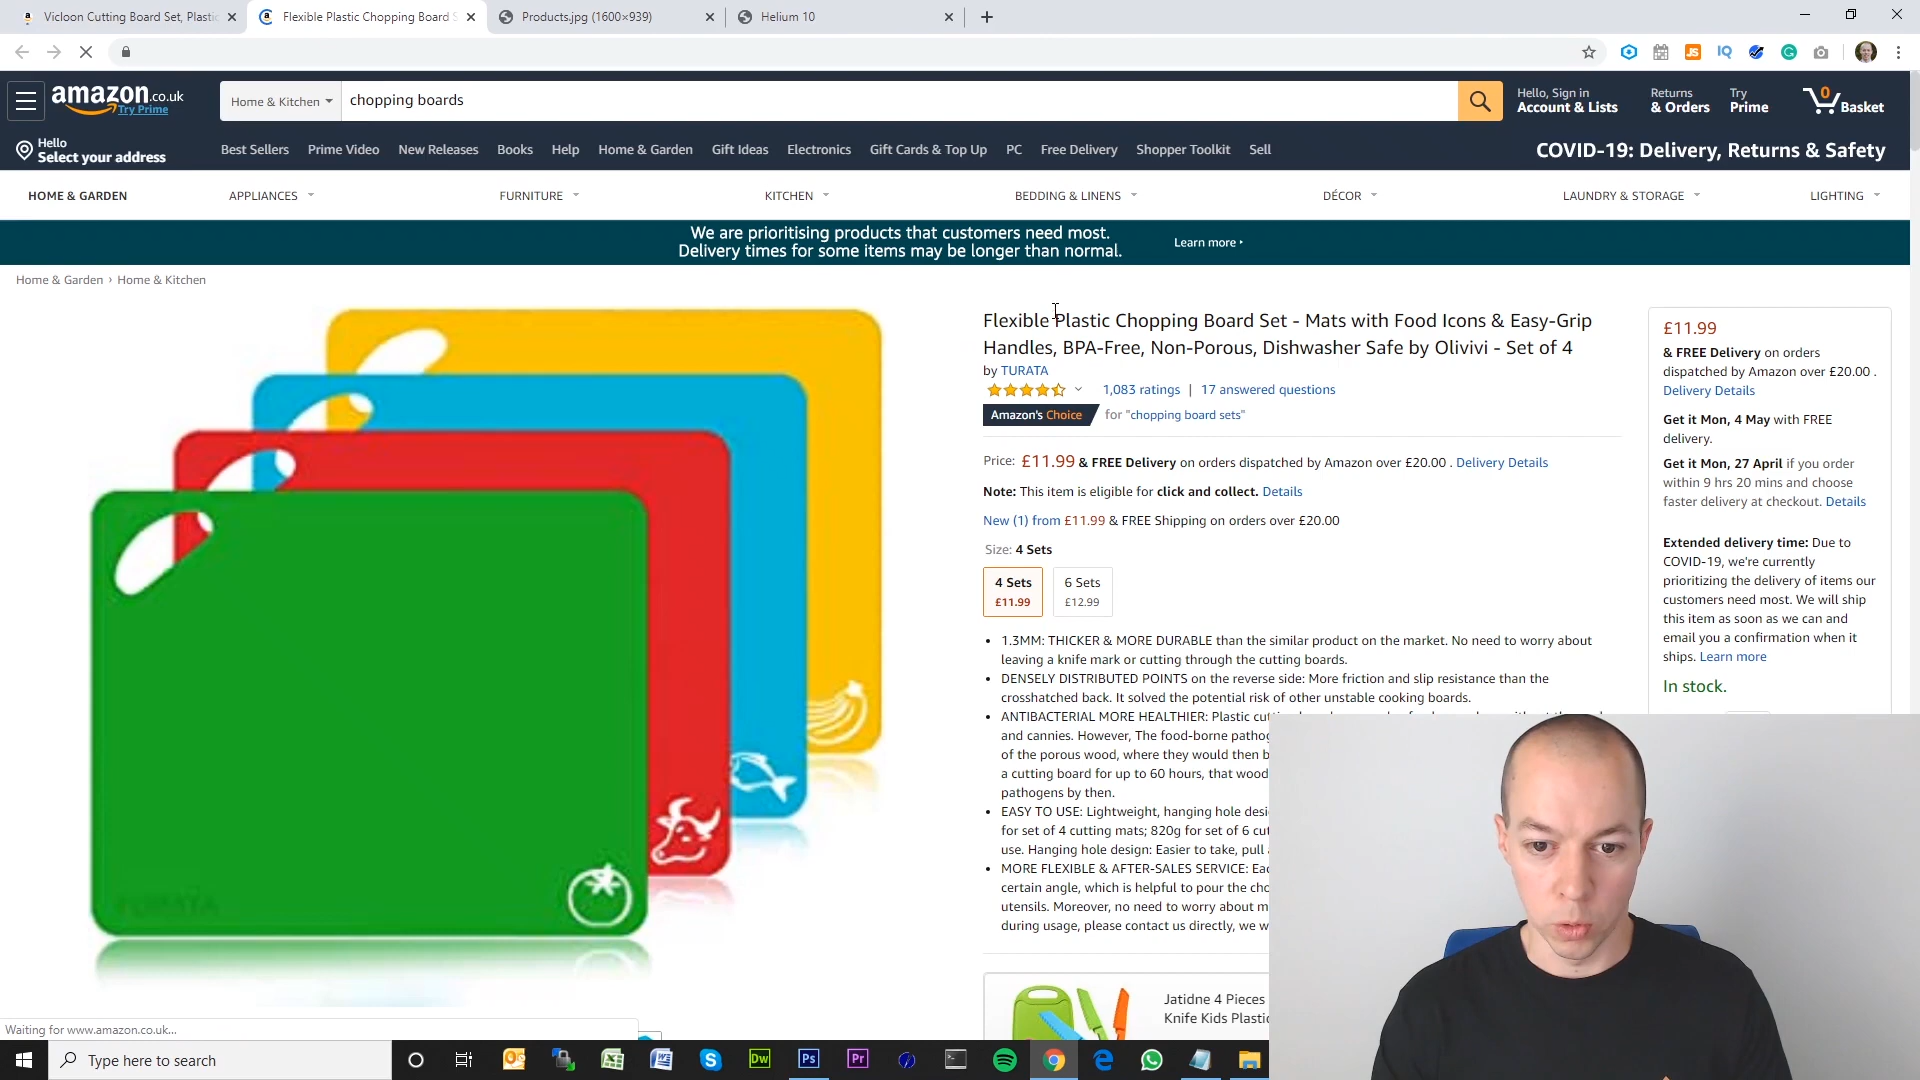 Vicloon Cutting Board Set, Plastic
Flexible Plastic Chopping Board S
Products.jpg (1600×939)
Helium 10
amazon.co.uk
Try Prime
Home & Kitchen
chopping boards
Hello, Sign in
Account & Lists
Returns
& Orders
Try
Prime
0
Basket
Hello
Select your address
Best Sellers
Prime Video
New Releases
Books
Help
Home & Garden
Gift Ideas
Electronics
Gift Cards & Top Up
PC
Free Delivery
Shopper Toolkit
Sell
COVID-19: Delivery, Returns & Safety
HOME & GARDEN
APPLIANCES
FURNITURE
KITCHEN
BEDDING & LINENS
DÉCOR
LAUNDRY & STORAGE
LIGHTING
We are prioritising products that customers need most.
Delivery times for some items may be longer than normal.
Learn more ›
Home & Garden › Home & Kitchen
Flexible Plastic Chopping Board Set - Mats with Food Icons & Easy-Grip
Handles, BPA-Free, Non-Porous, Dishwasher Safe by Olivivi - Set of 4
by TURATA
1,083 ratings | 17 answered questions
Amazon's Choice for "chopping board sets"
Price: £11.99 & FREE Delivery on orders dispatched by Amazon over £20.00 . Delivery Details
Note: This item is eligible for click and collect. Details
New (1) from £11.99 & FREE Shipping on orders over £20.00
Size: 4 Sets
4 Sets
£11.99
6 Sets
£12.99
1.3MM: THICKER & MORE DURABLE than the similar product on the market. No need to worry about
leaving a knife mark or cutting through the cutting boards.
DENSELY DISTRIBUTED POINTS on the reverse side: More friction and slip resistance than the
crosshatched back. It solved the potential risk of other unstable cooking boards.
ANTIBACTERIAL MORE HEALTHIER: Plastic
and cannies. However, The food-borne
of the porous wood, where they would then
a cutting board for up to 60 hours, that wood
pathogens by then.
EASY TO USE: Lightweight, hanging hole
for set of 4 cutting mats; 820g for set of 6
use. Hanging hole design: Easier to take, pull
MORE FLEXIBLE & AFTER-SALES SERVICE:
certain angle, which is helpful to pour the
utensils. Moreover, no need to worry about
during usage, please contact us directly,
Jatidne 4 Pieces
Knife Kids
£11.99
& FREE Delivery on orders
dispatched by Amazon over £20.00 .
Delivery Details
Get it Mon, 4 May with FREE
delivery.
Get it Mon, 27 April if you order
within 9 hrs 20 mins and choose
faster delivery at checkout. Details
Extended delivery time: Due to
COVID-19, we're currently
prioritizing the delivery of items our
customers need most. We will ship
this item as soon as we can and
email you a confirmation when it
ships. Learn more
In stock.
TURATA
Waiting for www.amazon.co.uk...
Type here to search